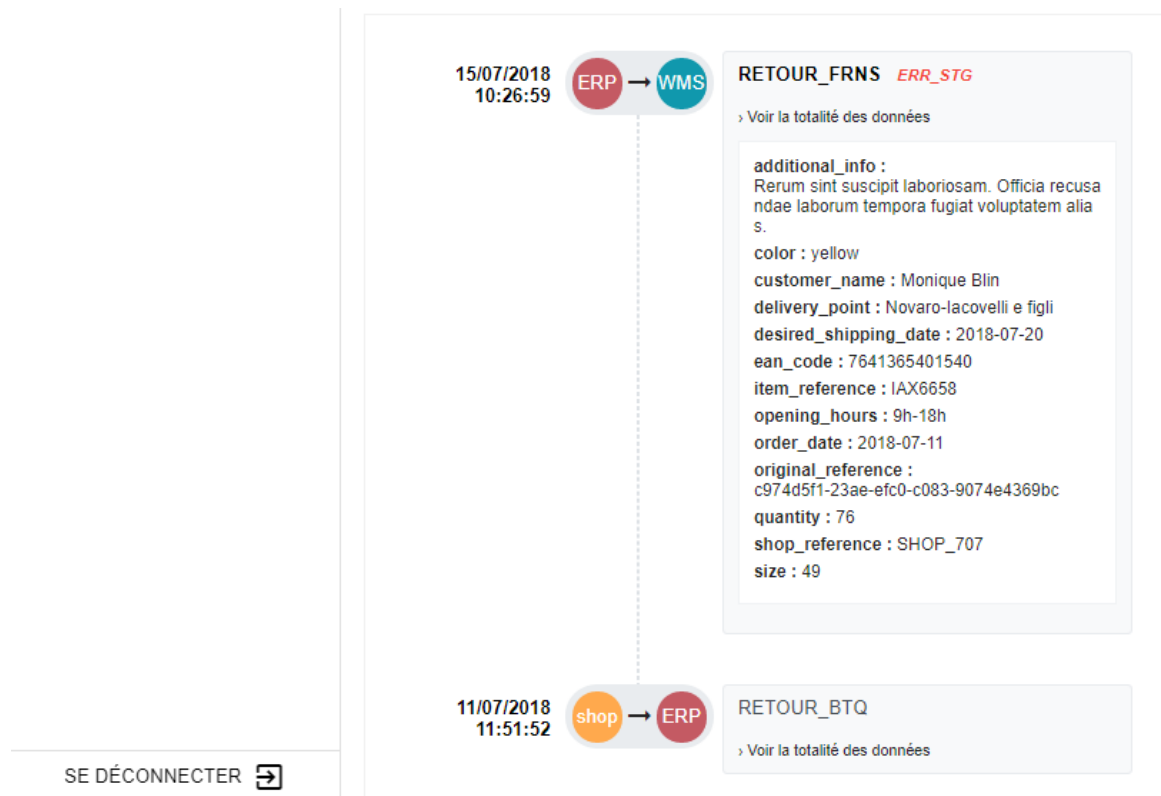 15/07/2018
10:26:59
ERP → WMS
RETOUR_FRNS ERR_STG
› Voir la totalité des données
additional_info :
Rerum sint suscipit laboriosam. Officia recusa
ndae laborum tempora fugiat voluptatem alia
s.
color : yellow
customer_name : Monique Blin
delivery_point : Novaro-Iacovelli e figli
desired_shipping_date : 2018-07-20
ean_code : 7641365401540
item_reference : IAX6658
opening_hours : 9h-18h
order_date : 2018-07-11
original_reference :
c974d5f1-23ae-efc0-c083-9074e4369bc
quantity : 76
shop_reference : SHOP_707
size : 49
11/07/2018
11:51:52
shop → ERP
RETOUR_BTQ
› Voir la totalité des données
SE DÉCONNECTER